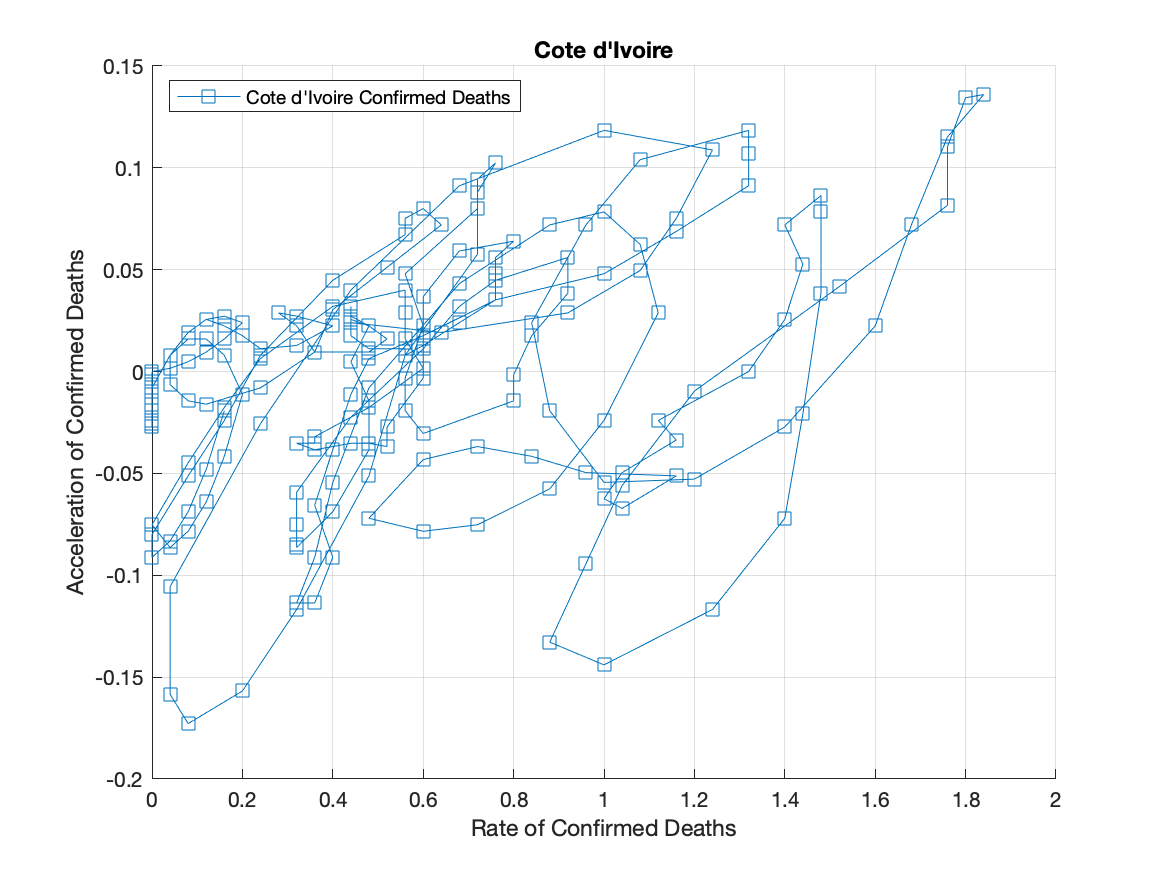 Cote d'Ivoire
Cote d'Ivoire Confirmed Deaths
0.15
0.1
0.05
0
-0.05
-0.1
-0.15
-0.2
Acceleration of Confirmed Deaths
0 0.2 0.4 0.6 0.8 1 1.2 1.4 1.6 1.8 2
Rate of Confirmed Deaths